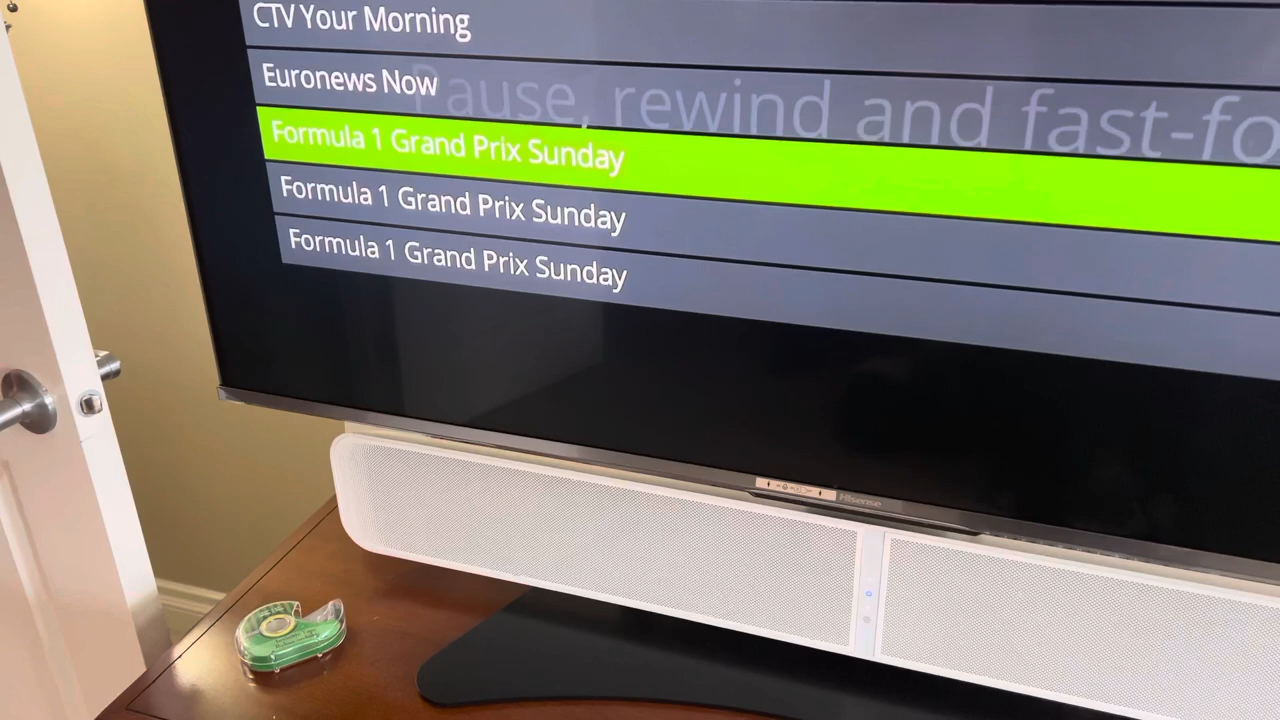 CTV Your Morning
Euronews Now
Pause, rewind and fast-fo
Formula 1 Grand Prix Sunday
Formula 1 Grand Prix Sunday
Formula 1 Grand Prix Sunday
Hisense